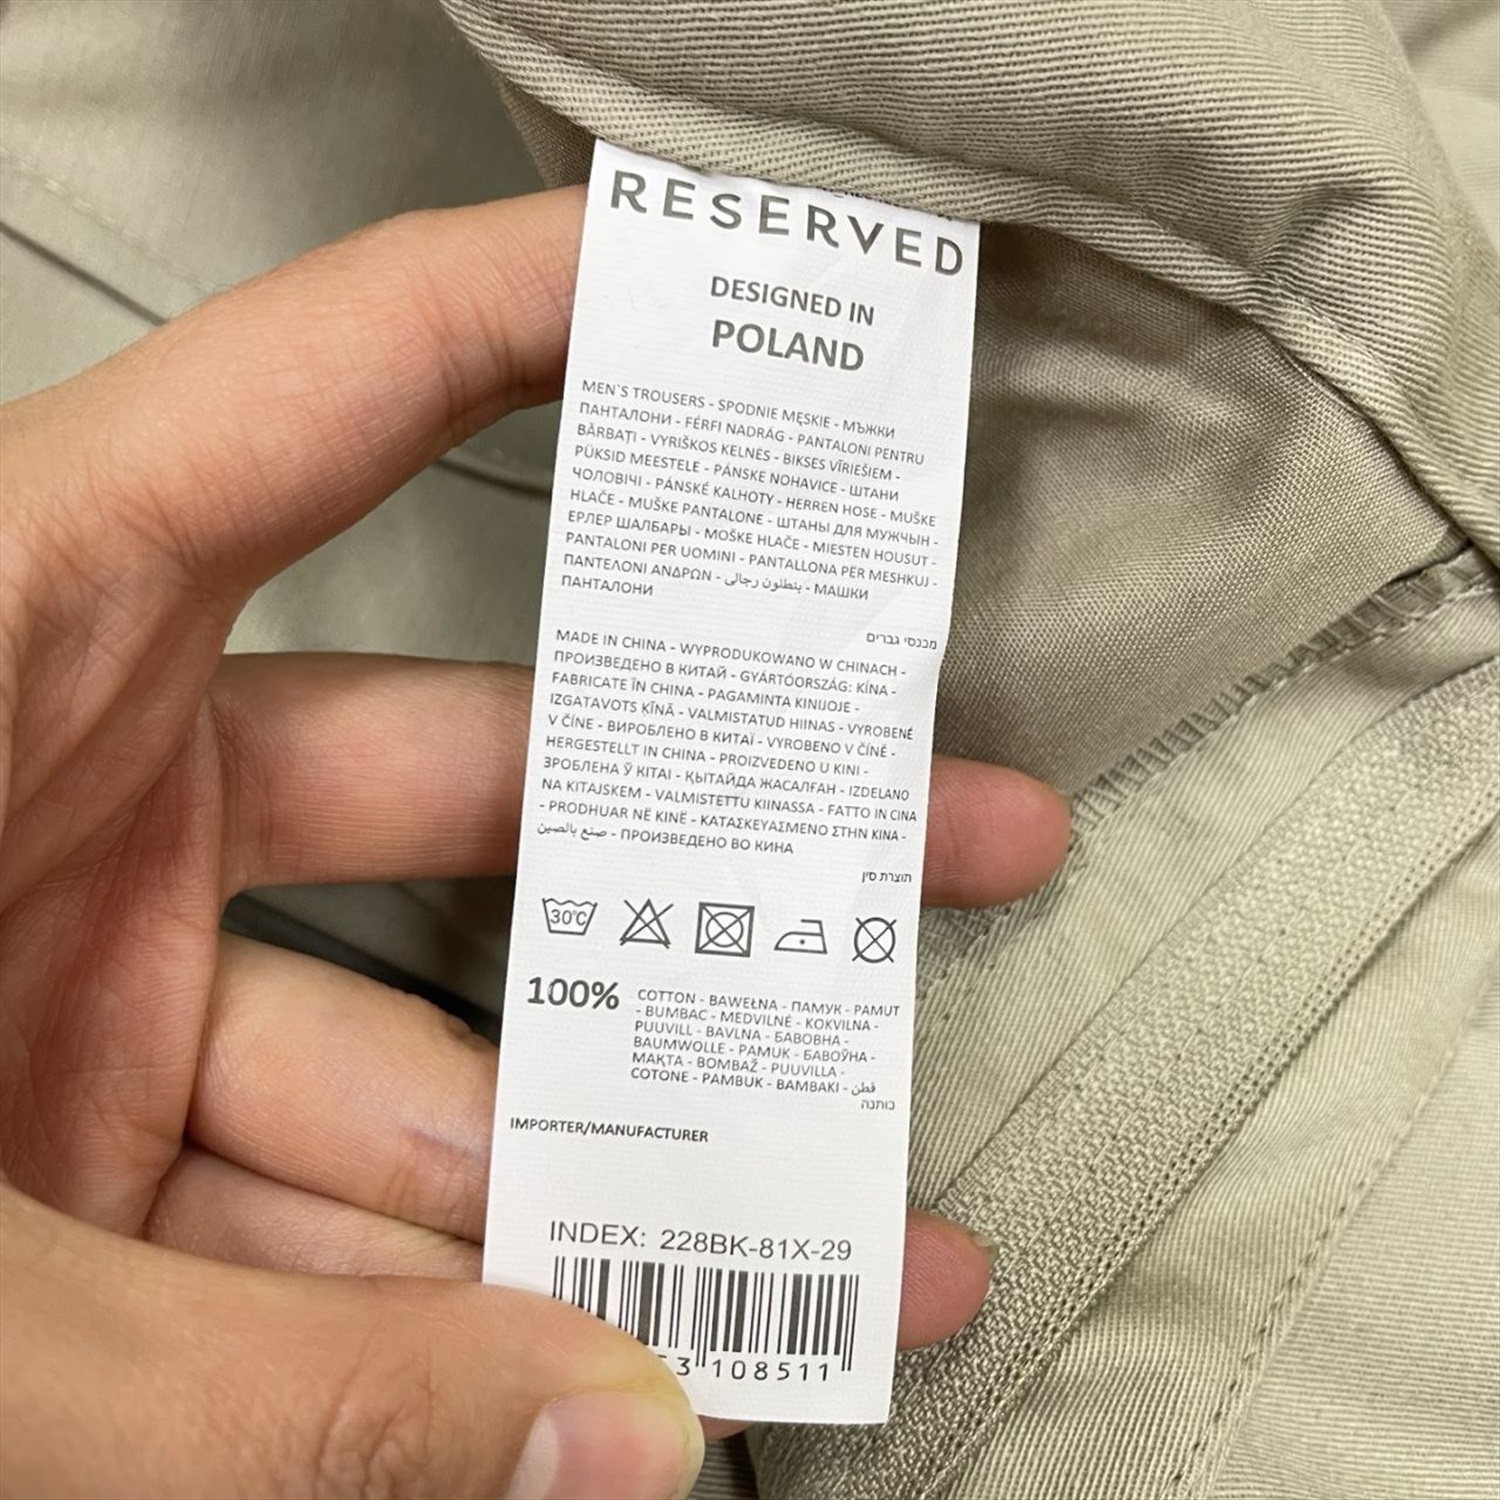 RESERVED
DESIGNED IN
POLAND
MEN`S TROUSERS - SPODNIE MĘSKIE - МЪЖКИ
ПАНТАЛОНИ - FÉRFI NADRÁG - PANTALONI PENTRU
BĂRBAȚI - VYRIŠKOS KELNĖS - BIKSES VĪRIEŠIEM -
PÜKSID MEESTELE - PÁNSKE NOHAVICE - ШТАНИ
ЧОЛОВІЧІ - PÁNSKÉ KALHOTY - HERREN HOSE - MUŠKE
HLAČE - MUŠKE PANTALONE - ШТАНЫ ДЛЯ МУЖЧЫН -
ЕРЛЕР ШАЛБАРЫ - MOŠKE HLAČE - MIESTEN HOUSUT -
PANTALONI PER UOMINI - PANTALLONA PËR MESHKUJ -
ΠΑΝΤΕΛΟΝΙ ΑΝΔΡΩΝ - بنطلون رجالي - МАШКИ
ПАНТАЛОНИ
מכנסי גברים
MADE IN CHINA - WYPRODUKOWANO W CHINACH -
ПРОИЗВЕДЕНО В КИТАЙ - GYÁRTÓORSZÁG: KÍNA -
FABRICATE ÎN CHINA - PAGAMINTA KINIJOJE -
IZGATAVOTS ĶĪNĀ - VALMISTATUD HIINAS - VYROBENÉ
V ČÍNE - ВИРОБЛЕНО В КИТАЇ - VYROBENO V ČÍNĚ -
HERGESTELLT IN CHINA - PROIZVEDENO U KINI -
ЗРОБЛЕНА Ў КІТАІ - ҚЫТАЙДА ЖАСАЛҒАН - IZDELANO
NA KITAJSKEM - VALMISTETTU KIINASSA - FATTO IN CINA
- PRODHUAR NË KINË - ΚΑΤΑΣΚΕΥΑΣΜΕΝΟ ΣΤΗΝ ΚΙΝΑ -
صنع بالصين - ПРОИЗВЕДЕНО ВО КИНА
תוצרת סין
30°C
100%
COTTON - BAWEŁNA - ПАМУК - PAMUT
- BUMBAC - MEDVILNĖ - KOKVILNA -
PUUVILL - BAVLNA - БАВОВНА -
BAUMWOLLE - PAMUK - БАВОЎНА -
МАҚТА - BOMBAŽ - PUUVILLA -
COTONE - PAMBUK - ΒΑΜΒΑΚΙ - قطن
כותנה
IMPORTER/MANUFACTURER
INDEX: 228BK-81X-29
3 108511